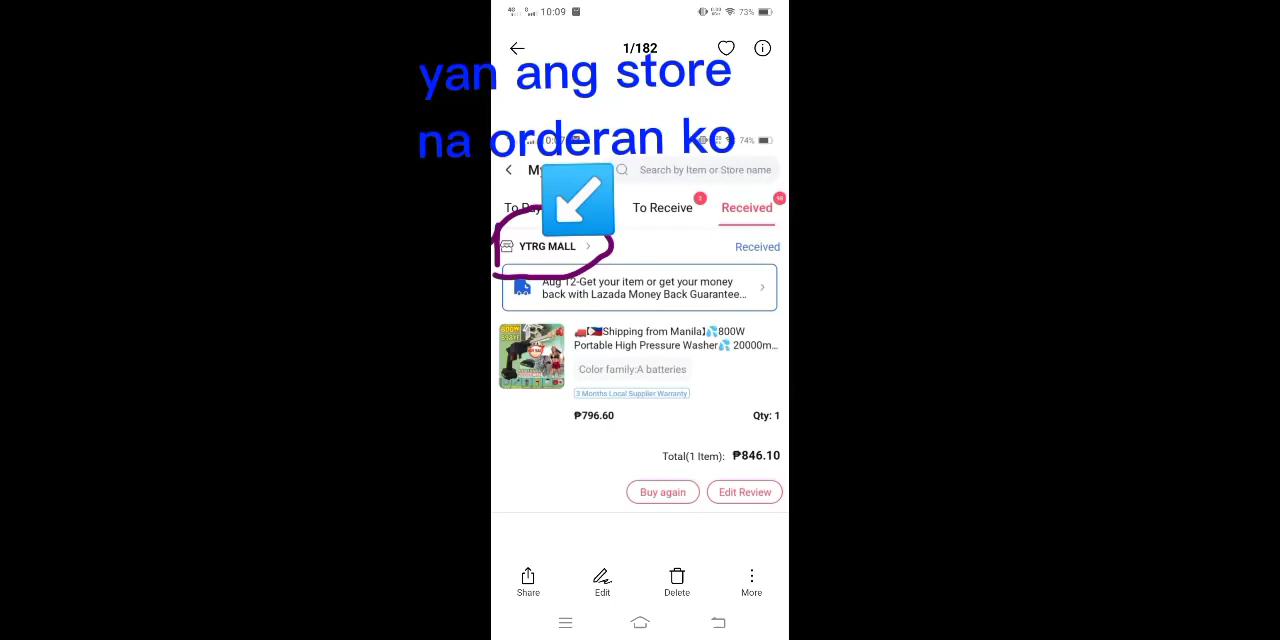 10:09
73%
1/182
yan ang store
na orderan ko
74%
Search by Item or Store name
To Receive
Received
YTRG MALL
Received
Aug 12-Get your item or get your money
back with Lazada Money Back Guarantee...
🚚【🇵🇭Shipping from Manila】💦800W
Portable High Pressure Washer💦 20000m...
Color family:A batteries
3 Months Local Supplier Warranty
₱796.60
Qty: 1
Total(1 Item): ₱846.10
Buy again
Edit Review
Share
Edit
Delete
More